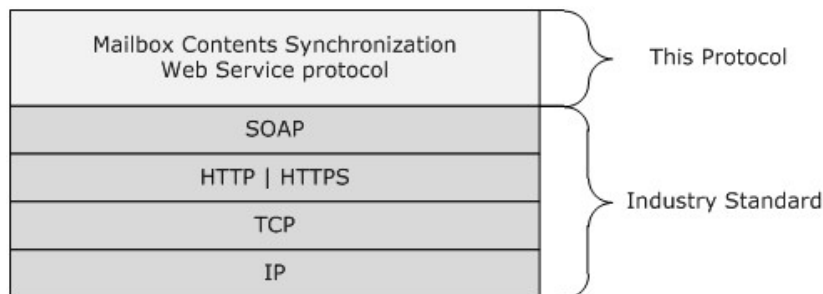 Mailbox Contents Synchronization
Web Service protocol
This Protocol
SOAP
HTTP | HTTPS
TCP
IP
Industry Standard